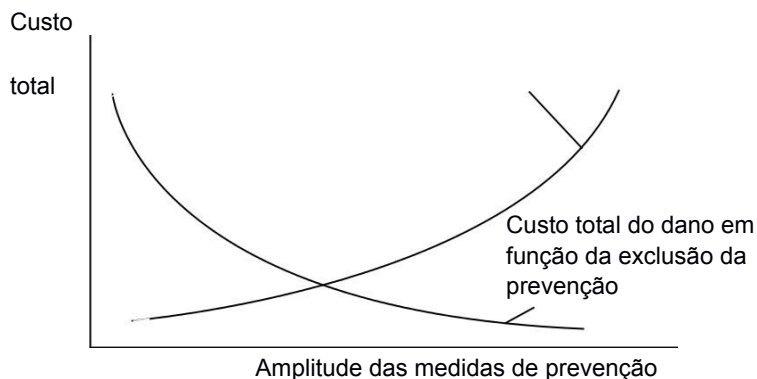 Custo
total
Custo total do dano em
função da exclusão da
prevenção
Amplitude das medidas de prevenção